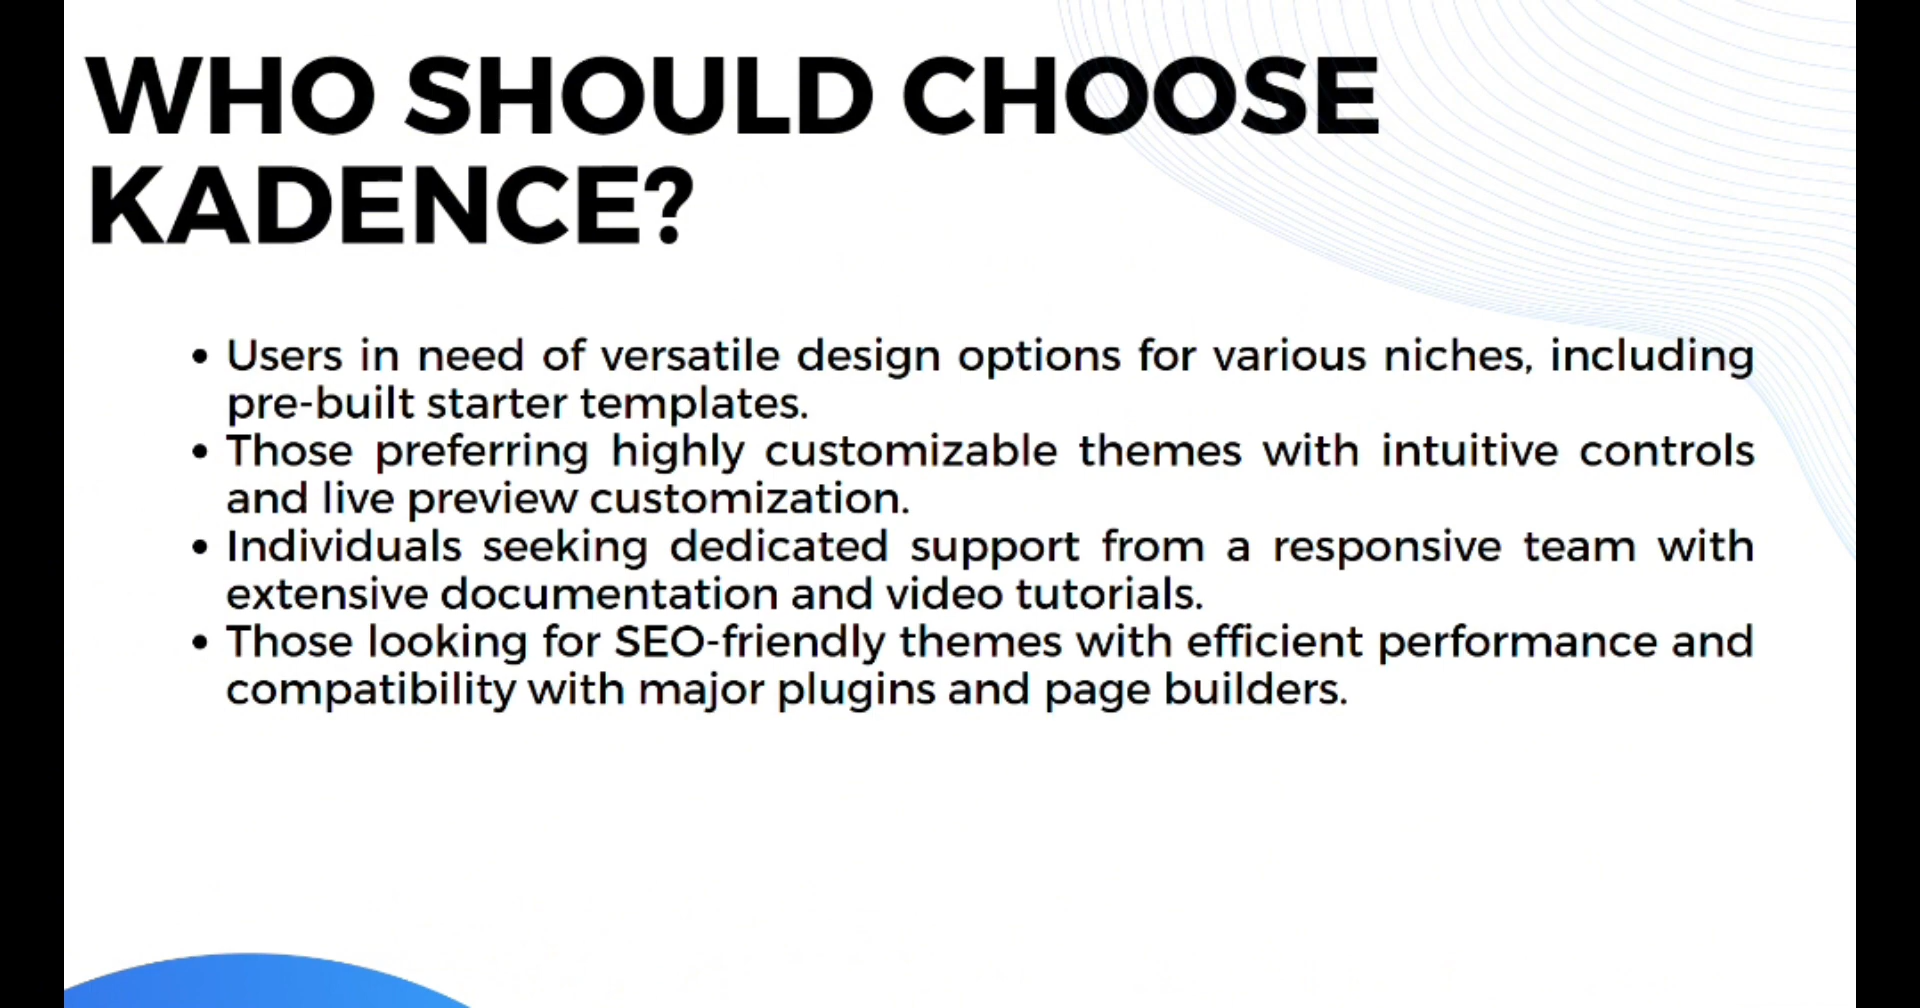 WHO SHOULD CHOOSE
KADENCE?
• Users in need of versatile design options for various niches, including
pre-built starter templates.
• Those preferring highly customizable themes with intuitive controls
and live preview customization.
• Individuals seeking dedicated support from a responsive team with
extensive documentation and video tutorials.
• Those looking for SEO-friendly themes with efficient performance and
compatibility with major plugins and page builders.